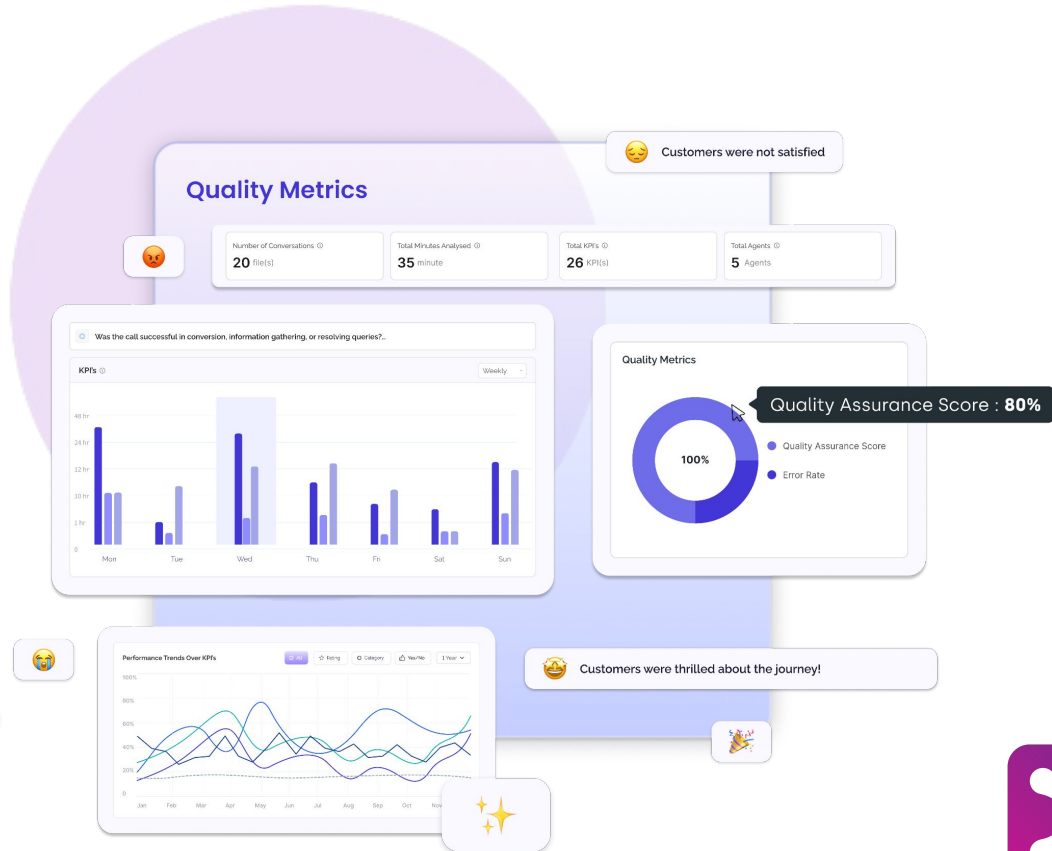 Customers were not satisfied
Quality Metrics
Number of Conversations
20 file(s)
Total Minutes Analysed
35 minute
Total KPI's
26 KPI(s)
Total Agents
5 Agents
Was the call successful in conversion, information gathering, or resolving queries?...
KPI's
Weekly
48 hr
24 hr
12 hr
10 hr
1 hr
0
Mon Tue Wed Thu Fri Sat Sun
Quality Metrics
Quality Assurance Score : 80%
100%
Quality Assurance Score
Error Rate
Performance Trends Over KPI's
All Rating Category Yes/No 1 Year
100%
80%
60%
40%
20%
0
Jan Feb Mar Apr May Jun Jul Aug Sep Oct Nov
Customers were thrilled about the journey!